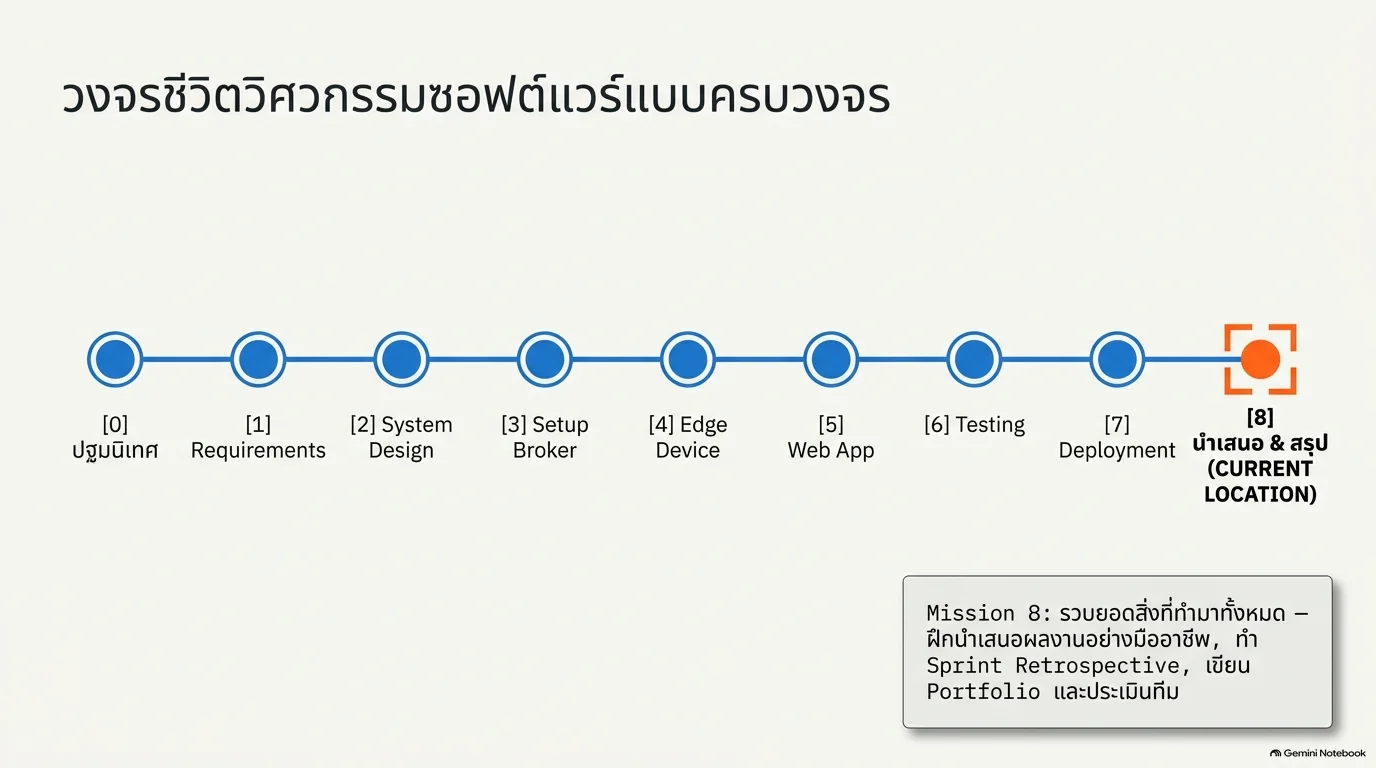 วงจรชีวิตวิศวกรรมซอฟต์แวร์แบบครบวงจร
[0]
ปฐมนิเทศ
[1]
Requirements
[2] System
Design
[3] Setup
Broker
[4] Edge
Device
[5]
Web App
[6] Testing
[7]
Deployment
[8]
นำเสนอ & สรุป
(CURRENT
LOCATION)
Mission 8: รวบยอดสิ่งที่ทำมาทั้งหมด —
ฝึกนำเสนอผลงานอย่างมืออาชีพ, ทำ
Sprint Retrospective, เขียน
Portfolio และประเมินทีม
Gemini Notebook